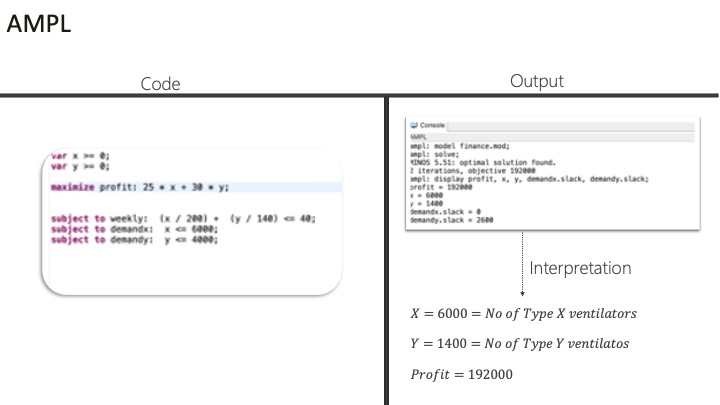 AMPL
Code
var x >= 0;
var y >= 0;
maximize profit: 25 * x + 30 * y;
subject to weekly: (x / 200) + (y / 140) <= 40;
subject to demandx: x <= 6000;
subject to demandy: y <= 4000;
Output
Console
AMPL
ampl: model finance.mod;
ampl: solve;
MINOS 5.51: optimal solution found.
2 iterations, objective 192000
ampl: display profit, x, y, demandx.slack, demandy.slack;
profit = 192000
x = 6000
y = 1400
demandx.slack = 0
demandy.slack = 2600
Interpretation
X = 6000 = No of Type X ventilators
Y = 1400 = No of Type Y ventilatos
Profit = 192000